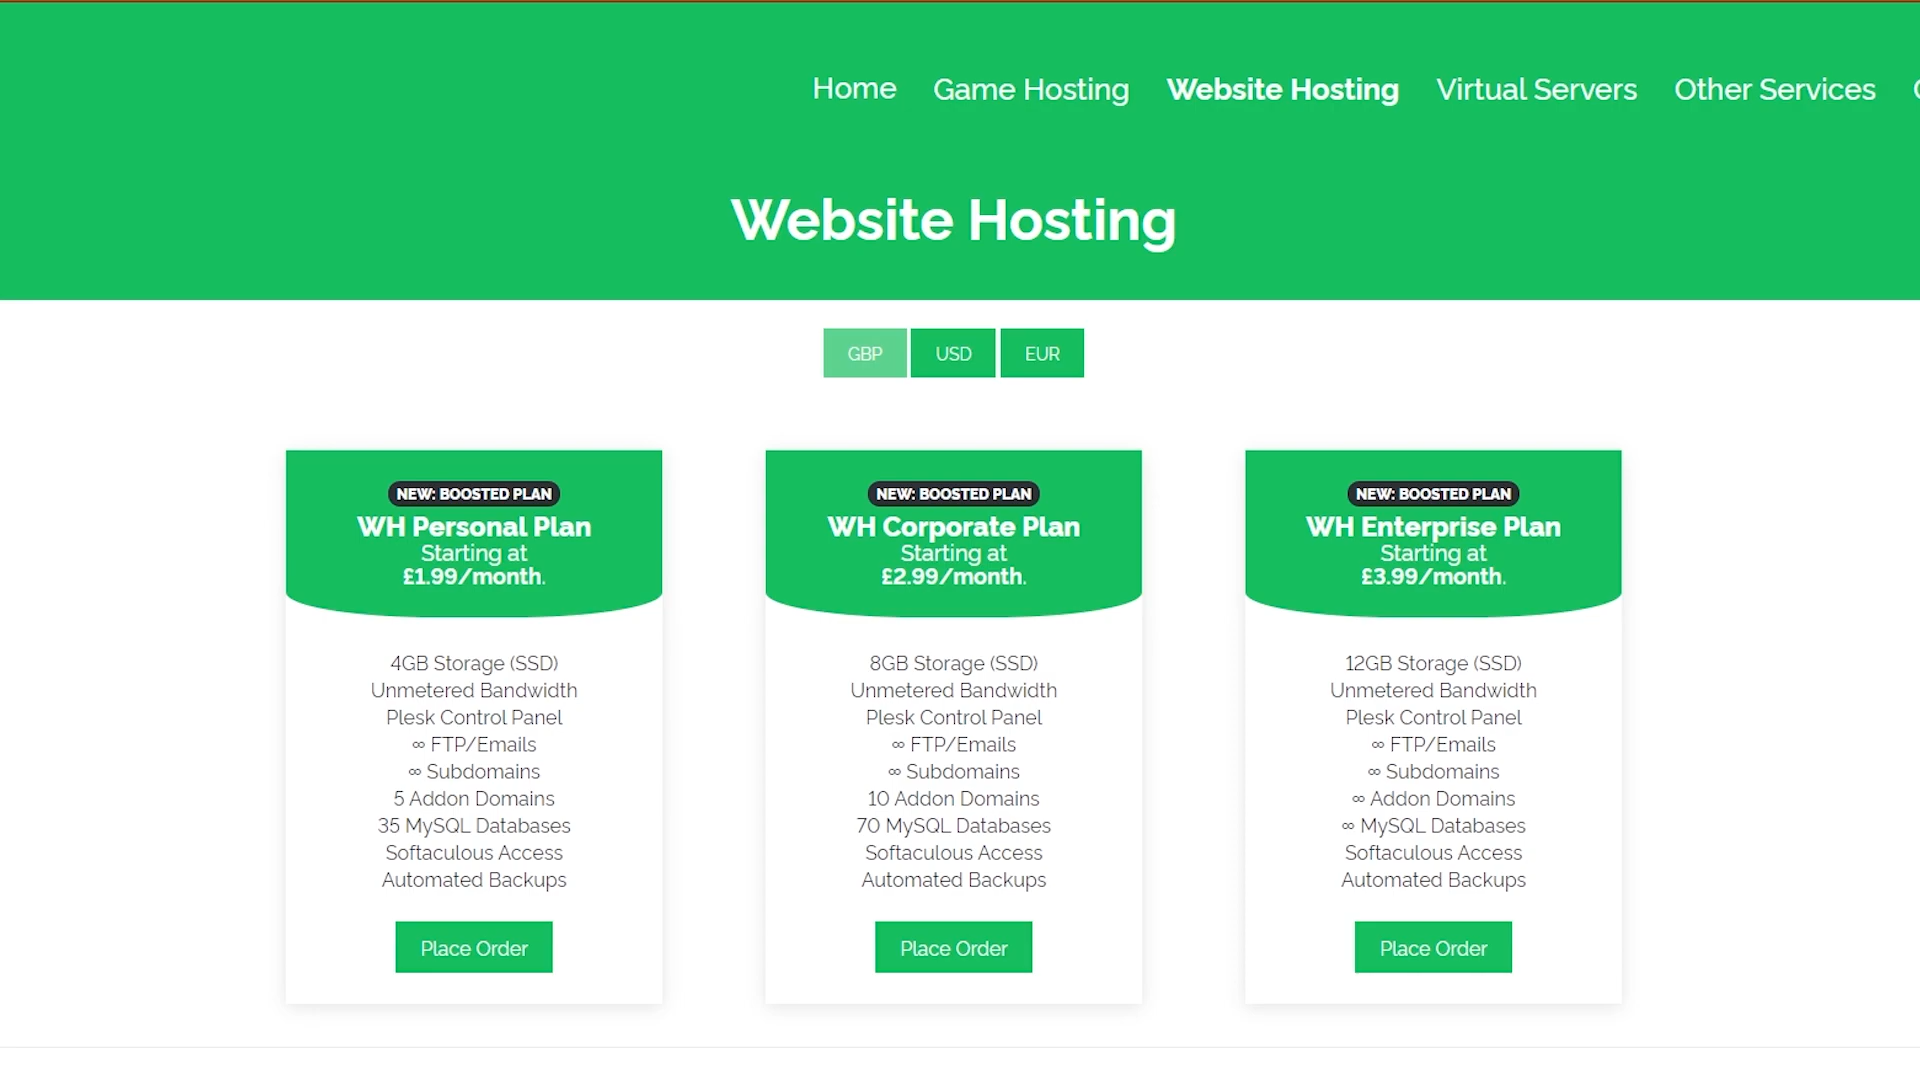 Home Game Hosting Website Hosting Virtual Servers Other Services
Website Hosting
GBP USD EUR
NEW: BOOSTED PLAN
WH Personal Plan
Starting at
£1.99/month.
4GB Storage (SSD)
Unmetered Bandwidth
Plesk Control Panel
∞ FTP/Emails
∞ Subdomains
5 Addon Domains
35 MySQL Databases
Softaculous Access
Automated Backups
Place Order
NEW: BOOSTED PLAN
WH Corporate Plan
Starting at
£2.99/month.
8GB Storage (SSD)
Unmetered Bandwidth
Plesk Control Panel
∞ FTP/Emails
∞ Subdomains
10 Addon Domains
70 MySQL Databases
Softaculous Access
Automated Backups
Place Order
NEW: BOOSTED PLAN
WH Enterprise Plan
Starting at
£3.99/month.
12GB Storage (SSD)
Unmetered Bandwidth
Plesk Control Panel
∞ FTP/Emails
∞ Subdomains
∞ Addon Domains
∞ MySQL Databases
Softaculous Access
Automated Backups
Place Order